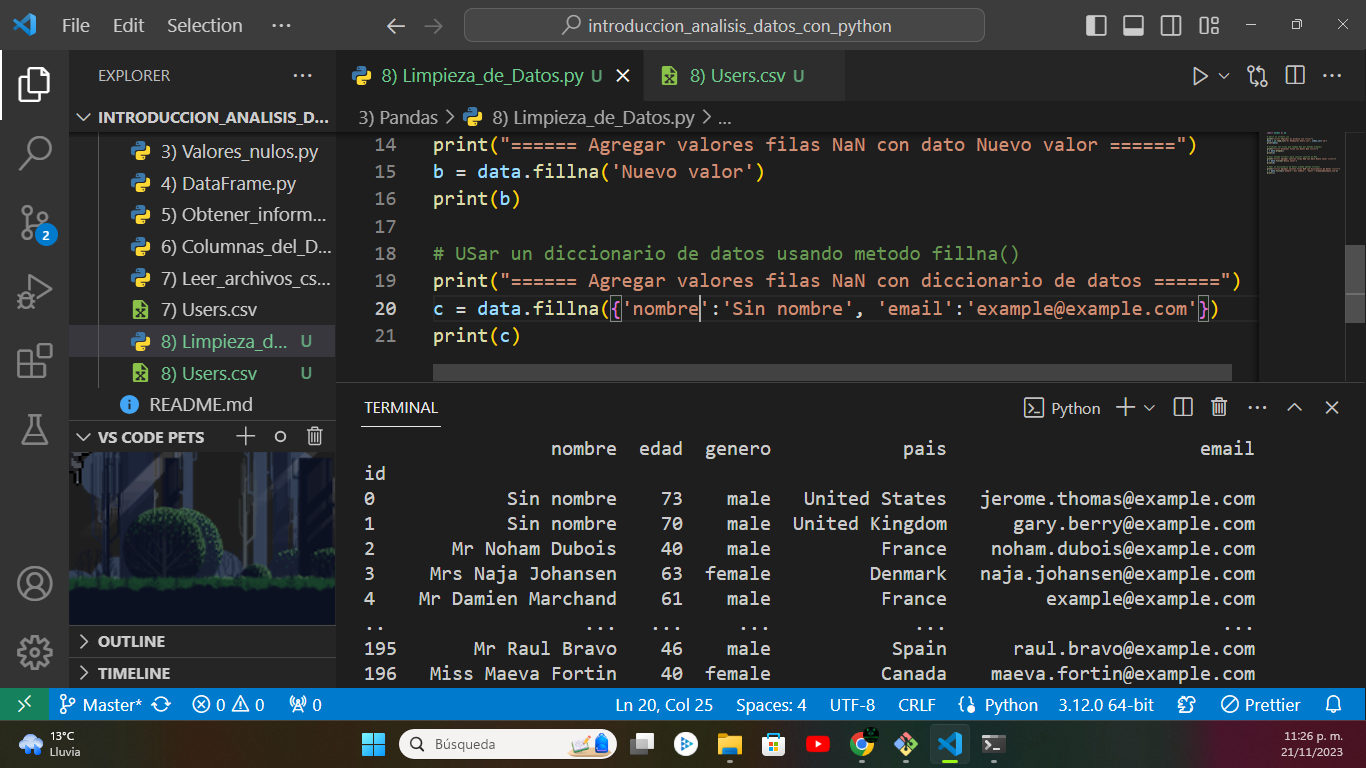 File Edit Selection ··· introduccion_analisis_datos_con_python
EXPLORER ···
8) Limpieza_de_Datos.py U
8) Users.csv U
INTRODUCCION_ANALISIS_D...
3) Valores_nulos.py
4) DataFrame.py
5) Obtener_inform...
6) Columnas_del_D...
7) Leer_archivos_cs...
7) Users.csv
8) Limpieza_d... U
8) Users.csv U
README.md
2
VS CODE PETS
OUTLINE
TIMELINE
3) Pandas > 8) Limpieza_de_Datos.py > ...
14 print("====== Agregar valores filas NaN con dato Nuevo valor ======")
15 b = data.fillna('Nuevo valor')
16 print(b)
17
18 # USar un diccionario de datos usando metodo fillna()
19 print("====== Agregar valores filas NaN con diccionario de datos ======")
20 c = data.fillna({'nombre':'Sin nombre', 'email':'example@example.com'})
21 print(c)
TERMINAL Python
nombre edad genero pais email
id
0 Sin nombre 73 male United States jerome.thomas@example.com
1 Sin nombre 70 male United Kingdom gary.berry@example.com
2 Mr Noham Dubois 40 male France noham.dubois@example.com
3 Mrs Naja Johansen 63 female Denmark naja.johansen@example.com
4 Mr Damien Marchand 61 male France example@example.com
.. ... ... ... ... ...
195 Mr Raul Bravo 46 male Spain raul.bravo@example.com
196 Miss Maeva Fortin 40 female Canada maeva.fortin@example.com
Master* 0 0 0 Ln 20, Col 25 Spaces: 4 UTF-8 CRLF Python 3.12.0 64-bit Prettier
13°C
Lluvia
Búsqueda
11:26 p. m.
21/11/2023